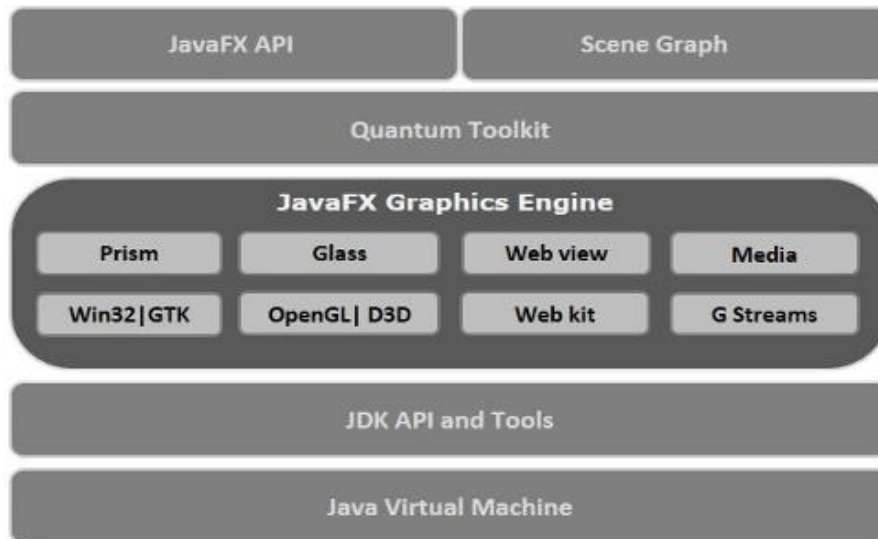 JavaFX API
Scene Graph
Quantum Toolkit
JavaFX Graphics Engine
Prism
Glass
Web view
Media
Win32|GTK
OpenGL| D3D
Web kit
G Streams
JDK API and Tools
Java Virtual Machine